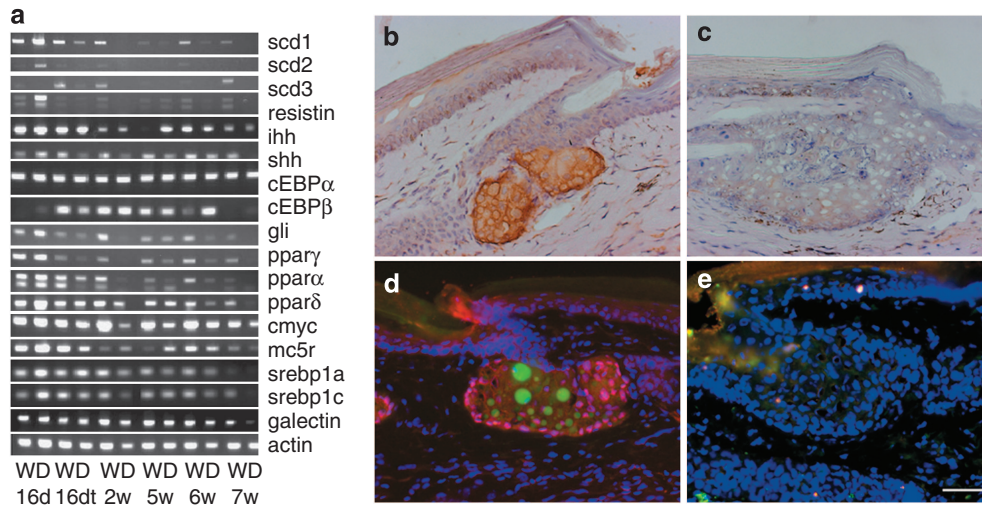 a
scd1
scd2
scd3
resistin
ihh
shh
cEBPα
cEBPβ
gli
pparγ
pparα
pparδ
cmyc
mc5r
srebp1a
srebp1c
galectin
actin
WD WD WD WD WD WD
16d 16dt 2w 5w 6w 7w
b
c
d
e